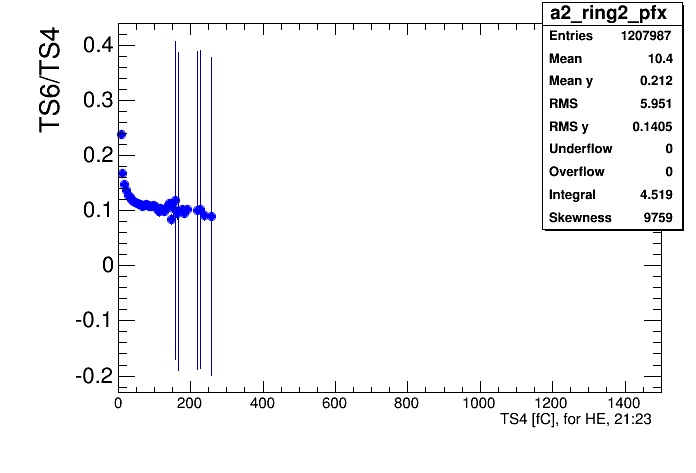 a2_ring2_pfx
Entries 1207987
Mean 10.4
Mean y 0.212
RMS 5.951
RMS y 0.1405
Underflow 0
Overflow 0
Integral 4.519
Skewness 9759
TS6/TS4
0.4
0.3
0.2
0.1
0
-0.1
-0.2
0 200 400 600 800 1000 1200 1400
TS4 [fC], for HE, 21:23